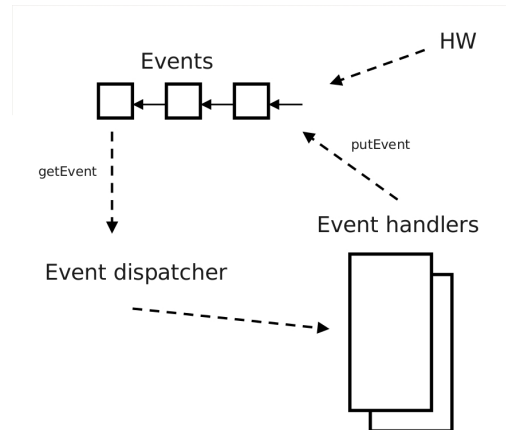 HW
Events
putEvent
getEvent
Event handlers
Event dispatcher